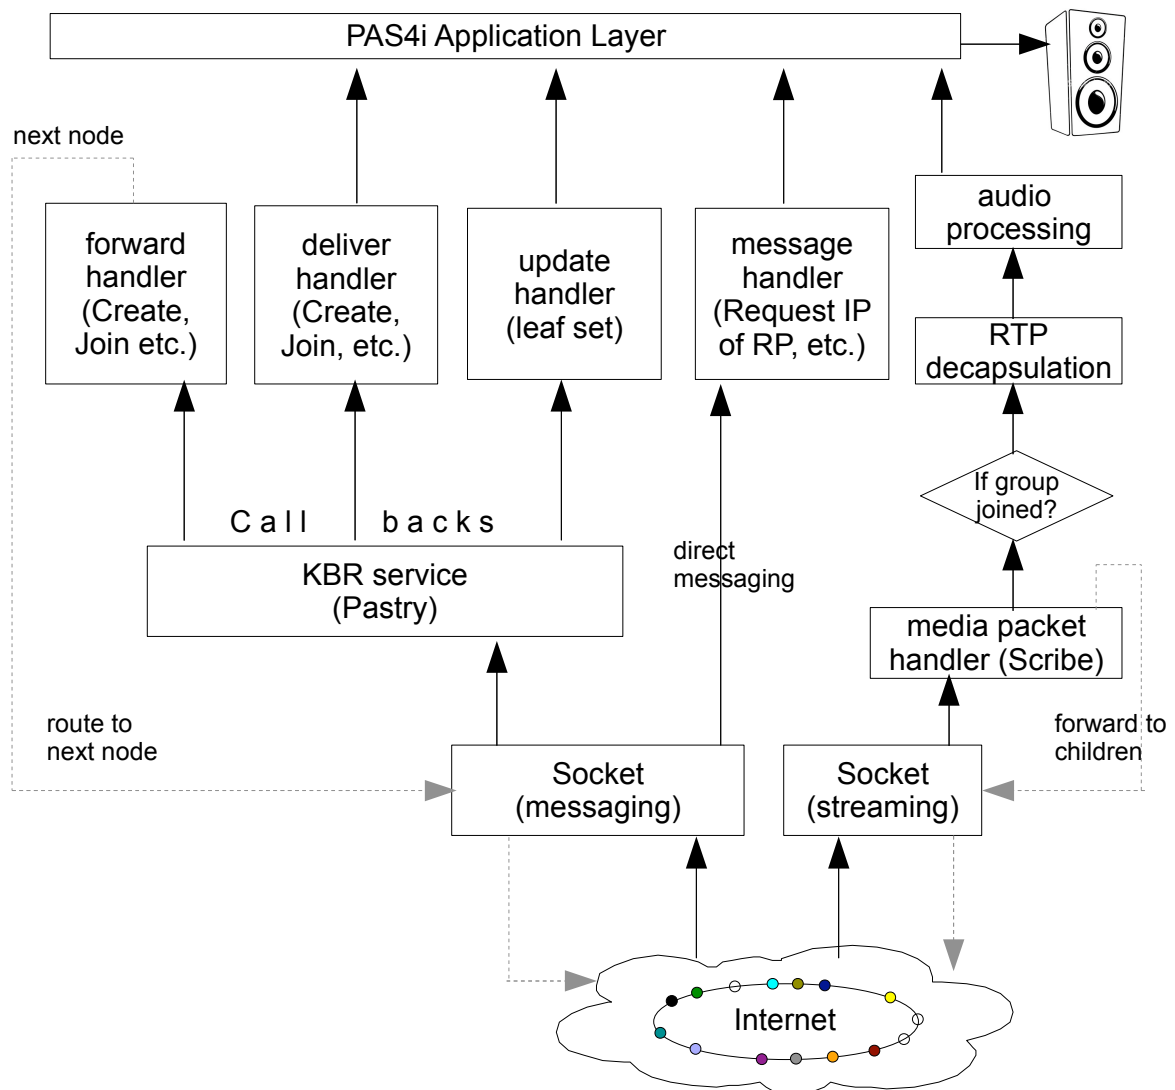 PAS4i Application Layer
next node
forward
handler
(Create,
Join etc.)
deliver
handler
(Create,
Join, etc.)
update
handler
(leaf set)
message
handler
(Request IP
of RP, etc.)
audio
processing
RTP
decapsulation
If group
joined?
C a l l b a c k s
KBR service
(Pastry)
direct
messaging
media packet
handler (Scribe)
route to
next node
forward to
children
Socket
(messaging)
Socket
(streaming)
Internet